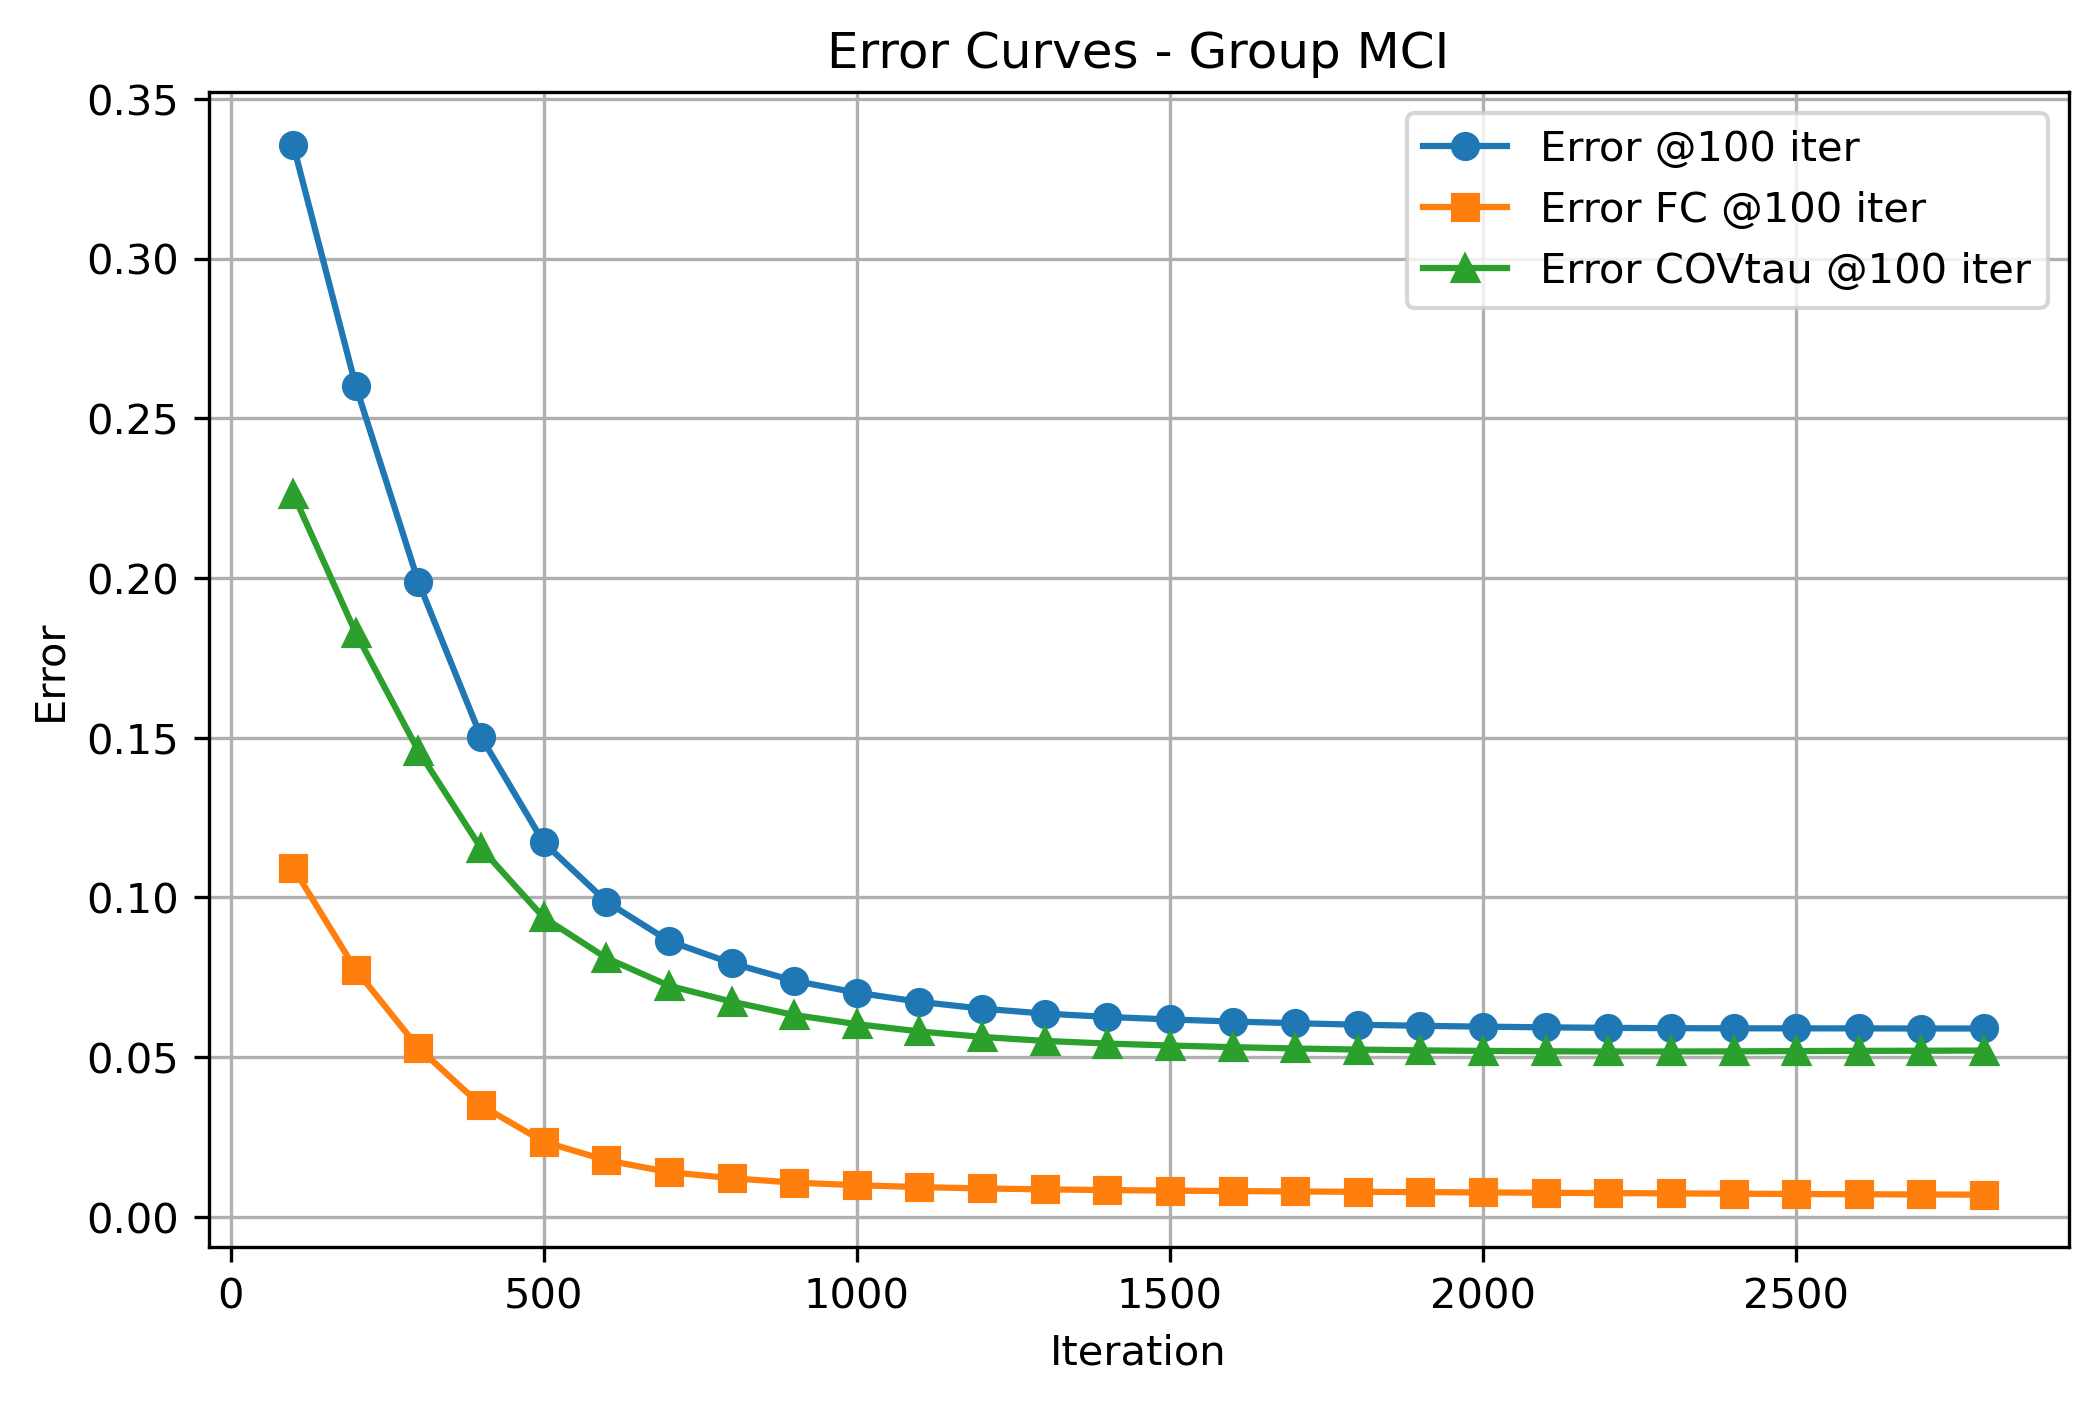 Error Curves - Group MCI
0.35
0.30
0.25
0.20
0.15
0.10
0.05
0.00
Error
Error @100 iter
Error FC @100 iter
Error COVtau @100 iter
0 500 1000 1500 2000 2500
Iteration